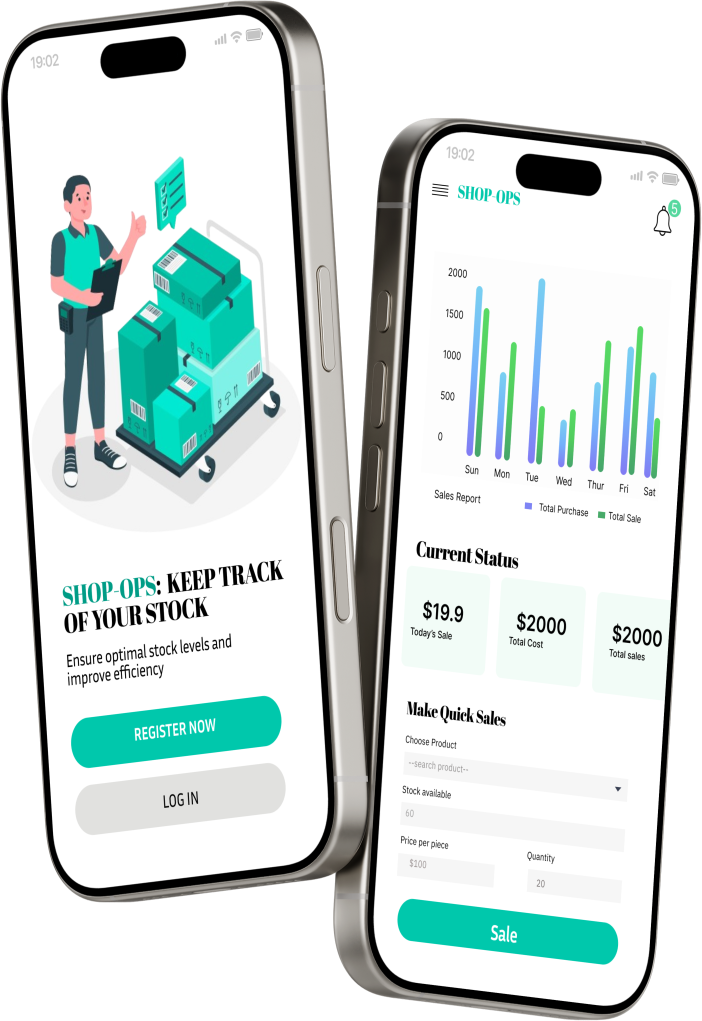 19:02
SHOP-OPS: KEEP TRACK
OF YOUR STOCK
Ensure optimal stock levels and
improve efficiency
REGISTER NOW
LOG IN
19:02
SHOP-OPS
5
2000
1500
1000
500
0
Sun Mon Tue Wed Thur Fri Sat
Sales Report
Total Purchase Total Sale
Current Status
$19.9 $2000 $2000
Today's Sale Total Cost Total sales
Make Quick Sales
Choose Product
--search product--
Stock available
60
Price per piece Quantity
$100 20
Sale